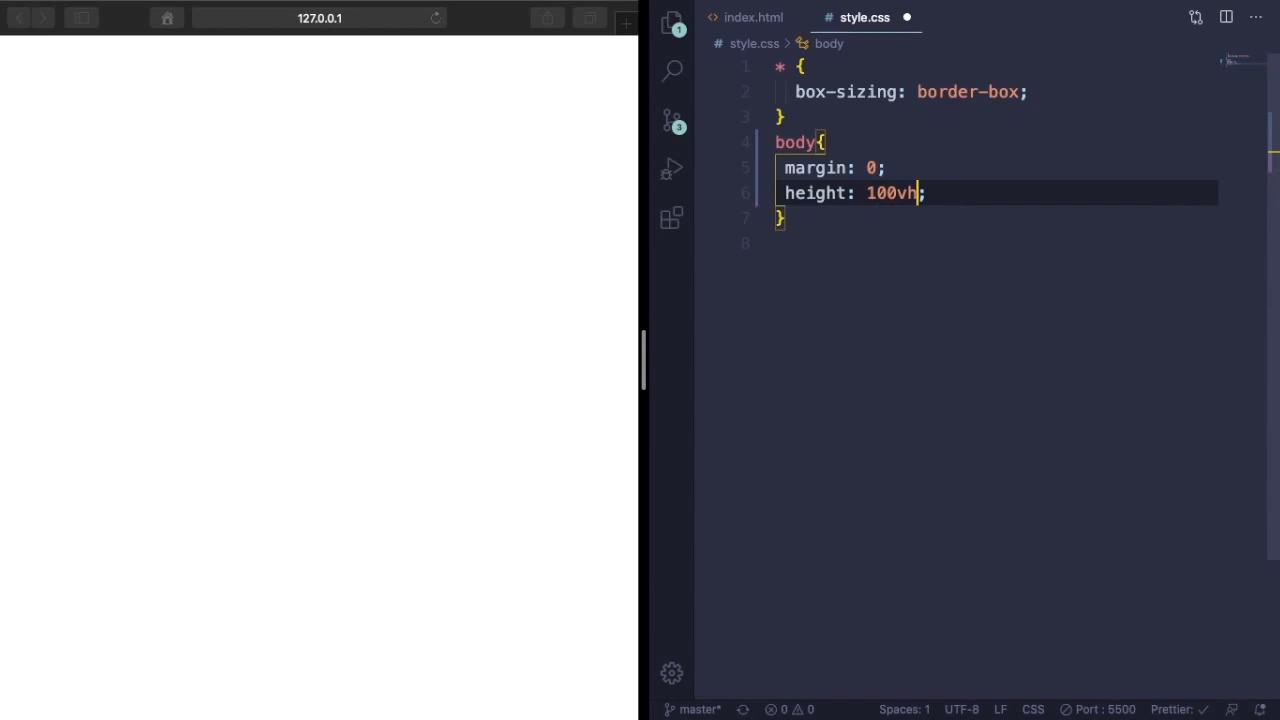 127.0.0.1
index.html
# style.css
# style.css > body
1 * {
2 box-sizing: border-box;
3 }
4 body{
5 margin: 0;
6 height: 100vh;
7 }
8
1
3
master*
0 0
Spaces: 1
UTF-8
LF
CSS
Port : 5500
Prettier: